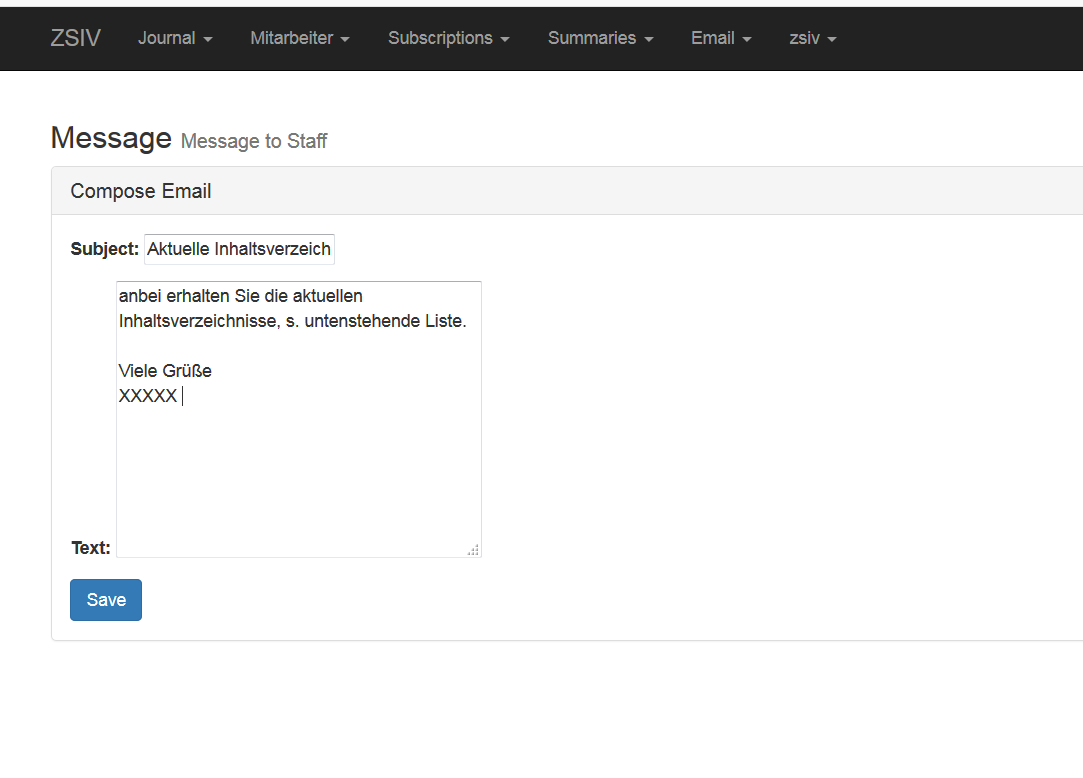 ZSIV Journal Mitarbeiter Subscriptions Summaries Email zsiv
Message Message to Staff
Compose Email
Subject: Aktuelle Inhaltsverzeich
anbei erhalten Sie die aktuellen
Inhaltsverzeichnisse, s. untenstehende Liste.
Viele Grüße
XXXXX
Text:
Save